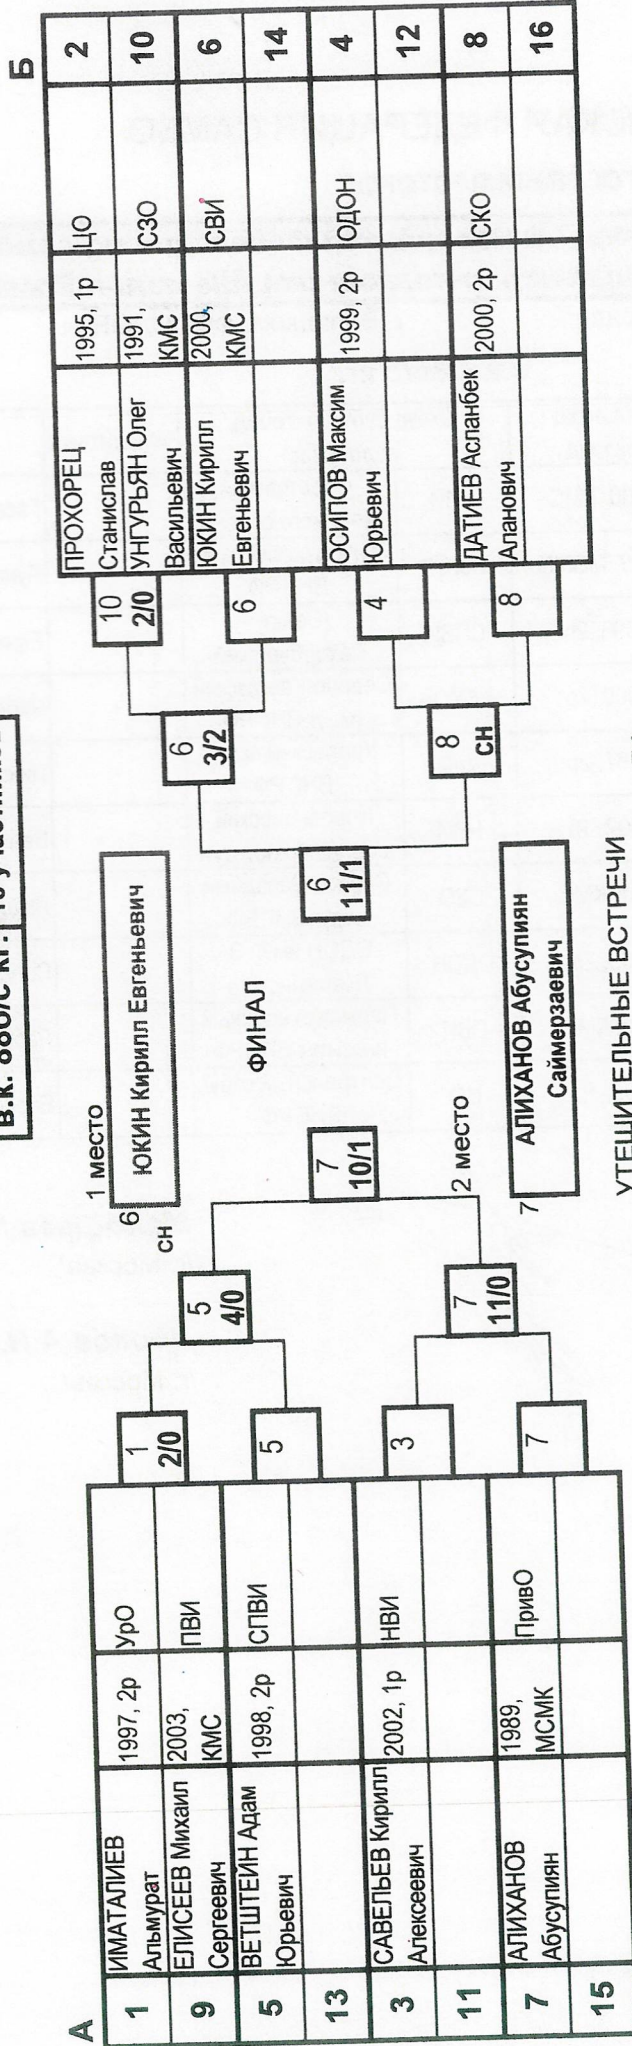 А
1
ИМАТАЛИЕВ
Альмурат
1997, 2р
УрО
9
ЕЛИСЕЕВ Михаил
Сергеевич
2003,
КМС
ПВИ
5
ВЕТШТЕЙН Адам
Юрьевич
1998, 2р
СПВИ
13
3
САВЕЛЬЕВ Кирилл
Алексеевич
2002, 1р
НВИ
11
7
АЛИХАНОВ
Абусупиян
1989,
МСМК
ПривО
15
1
2/0
5
3
7
5
4/0
7
11/0
7
10/1
1 место
6
ЮКИН Кирилл Евгеньевич
сн
ФИНАЛ
2 место
7
АЛИХАНОВ Абусупиян
Саймерзаевич
УТЕШИТЕЛЬНЫЕ ВСТРЕЧИ
6
11/1
6
3/2
8
сн
10
2/0
6
4
8
Б
ПРОХОРЕЦ
Станислав
1995, 1р
ЦО
2
УНГУРЬЯН Олег
Васильевич
1991,
КМС
СЗО
10
ЮКИН Кирилл
Евгеньевич
2000,
КМС
СВИ
6
14
ОСИПОВ Максим
Юрьевич
1999, 2р
ОДОН
4
12
ДАТИЕВ Асланбек
Апанович
2000, 2р
СКО
8
16